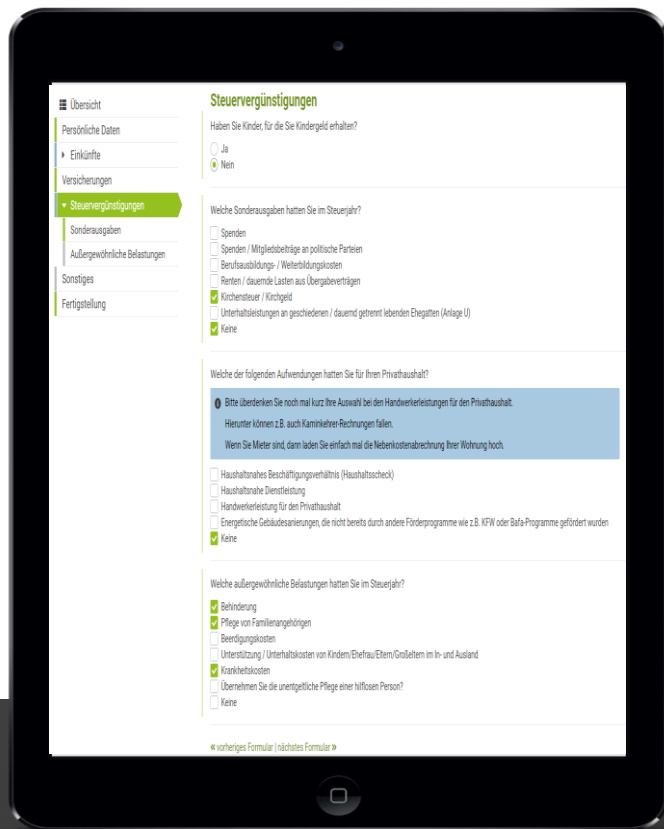 Übersicht
Persönliche Daten
Einkünfte
Versicherungen
Steuervergünstigungen
Sonderausgaben
Außergewöhnliche Belastungen
Sonstiges
Fertigstellung
Steuervergünstigungen
Haben Sie Kinder, für die Sie Kindergeld erhalten?
Ja
Nein
Welche Sonderausgaben hatten Sie im Steuerjahr?
Spenden
Spenden / Mitgliedsbeiträge an politische Parteien
Berufsausbildungs- / Weiterbildungskosten
Renten / dauernde Lasten aus Übergabeverträgen
Kirchensteuer / Kirchgeld
Unterhaltsleistungen an geschiedenen / dauernd getrennt lebenden Ehegatten (Anlage U)
Keine
Welche der folgenden Aufwendungen hatten Sie für Ihren Privathaushalt?
Bitte überdenken Sie noch mal kurz Ihre Auswahl bei den Handwerkerleistungen für den Privathaushalt.
Hierunter können z.B. auch Kaminkehrer-Rechnungen fallen.
Wenn Sie Mieter sind, dann laden Sie einfach mal die Nebenkostenabrechnung Ihrer Wohnung hoch.
Haushaltsnahes Beschäftigungsverhältnis (Haushaltsscheck)
Haushaltsnahe Dienstleistung
Handwerkerleistung für den Privathaushalt
Energetische Gebäudesanierungen, die nicht bereits durch andere Förderprogramme wie z.B. KFW oder Bafa-Programme gefördert wurden
Keine
Welche außergewöhnliche Belastungen hatten Sie im Steuerjahr?
Behinderung
Pflege von Familienangehörigen
Beerdigungskosten
Unterstützung / Unterhaltskosten von Kindern/Ehefrau/Eltern/Großeltern im In- und Ausland
Krankheitskosten
Übernehmen Sie die unentgeltliche Pflege einer hilflosen Person?
Keine
« vorheriges Formular | nächstes Formular »